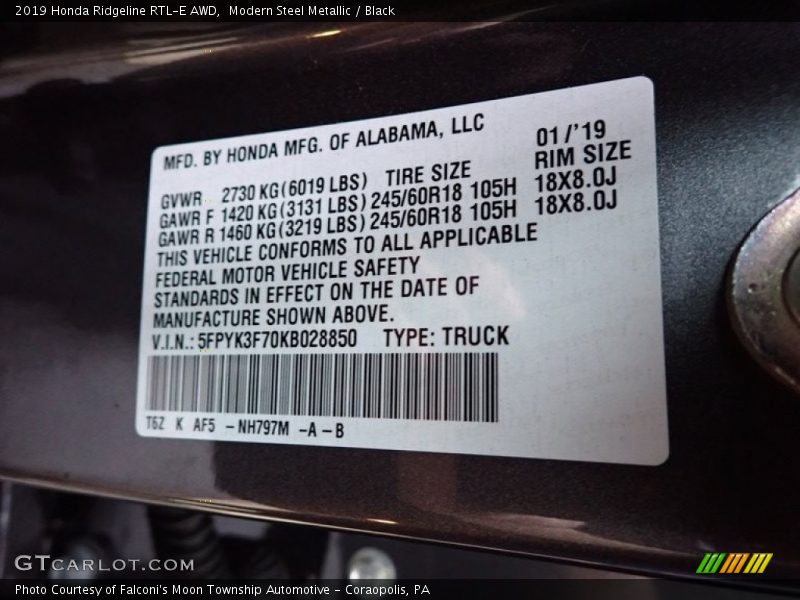 2019 Honda Ridgeline RTL-E AWD,  Modern Steel Metallic / Black
MFD. BY HONDA MFG. OF ALABAMA, LLC 01/'19
GVWR 2730 KG(6019 LBS) TIRE SIZE RIM SIZE
GAWR F 1420 KG(3131 LBS) 245/60R18 105H 18X8.0J
GAWR R 1460 KG(3219 LBS) 245/60R18 105H 18X8.0J
THIS VEHICLE CONFORMS TO ALL APPLICABLE
FEDERAL MOTOR VEHICLE SAFETY
STANDARDS IN EFFECT ON THE DATE OF
MANUFACTURE SHOWN ABOVE.
V.I.N.: 5FPYK3F70KB028850 TYPE: TRUCK
T6Z K AF5 -NH797M -A-B
GTCARLOT.COM
Photo Courtesy of Falconi's Moon Township Automotive - Coraopolis, PA